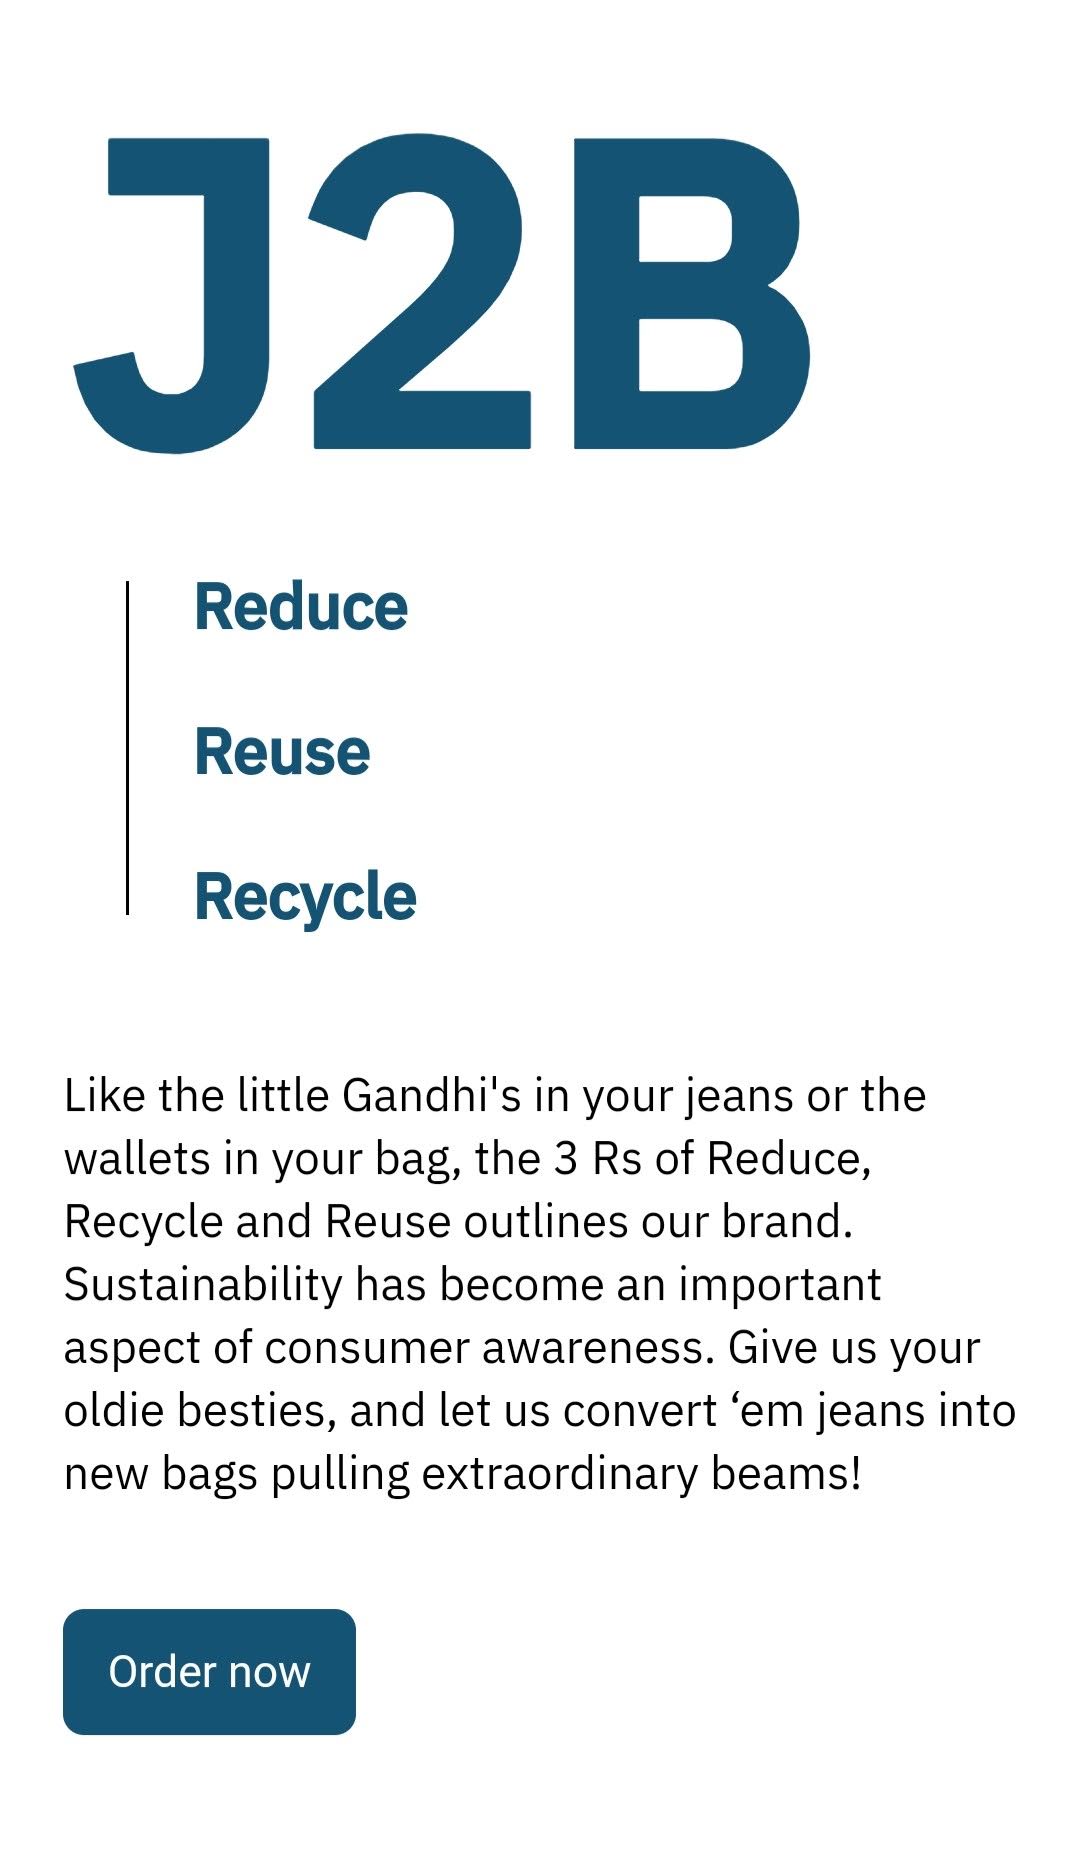 J2B
Reduce
Reuse
Recycle
Like the little Gandhi's in your jeans or the
wallets in your bag, the 3 Rs of Reduce,
Recycle and Reuse outlines our brand.
Sustainability has become an important
aspect of consumer awareness. Give us your
oldie besties, and let us convert ‘em jeans into
new bags pulling extraordinary beams!
Order now